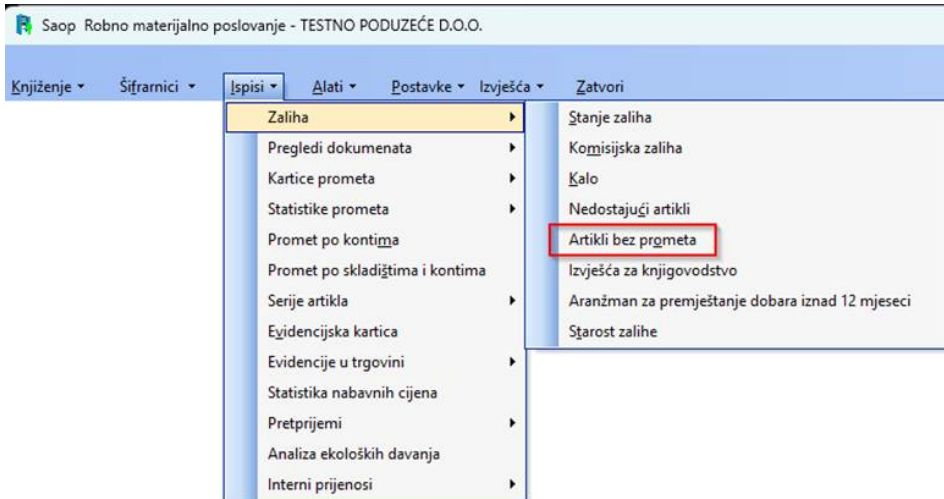 Saop Robno materijalno poslovanje - TESTNO PODUZEĆE D.O.O.
Knjiženje Šifrarnici Ispisi Alati Postavke Izvješća Zatvori
Zaliha
Pregledi dokumenata
Kartice prometa
Statistike prometa
Promet po kontima
Promet po skladištima i kontima
Serije artikla
Evidencijska kartica
Evidencije u trgovini
Statistika nabavnih cijena
Pretprijemi
Analiza ekoloških davanja
Interni prijenosi
Stanje zaliha
Komisijska zaliha
Kalo
Nedostajući artikli
Artikli bez prometa
Izvješća za knjigovodstvo
Aranžman za premještanje dobara iznad 12 mjeseci
Starost zalihe